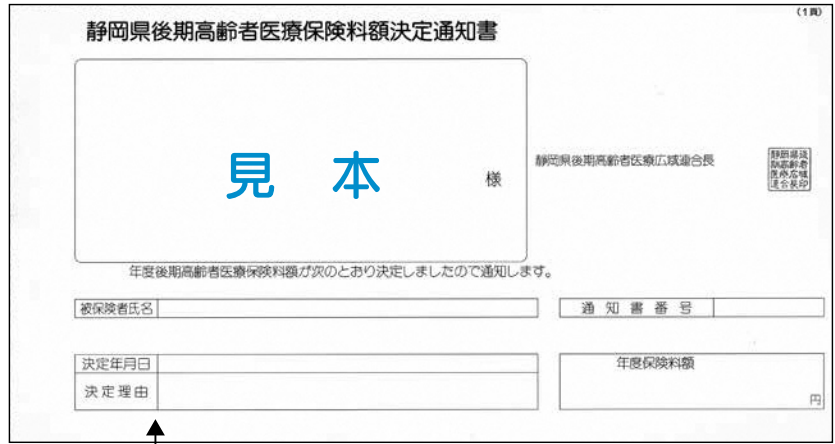 (1頁)
静岡県後期高齢者医療保険料額決定通知書
見 本
様
静岡県後期高齢者医療広域連合長
静岡県後
期高齢者
医療広域
連合長印
年度後期高齢者医療保険料額が次のとおり決定しましたので通知します。
被保険者氏名
通 知 書 番 号
決定年月日
決定理由
年度保険料額
円